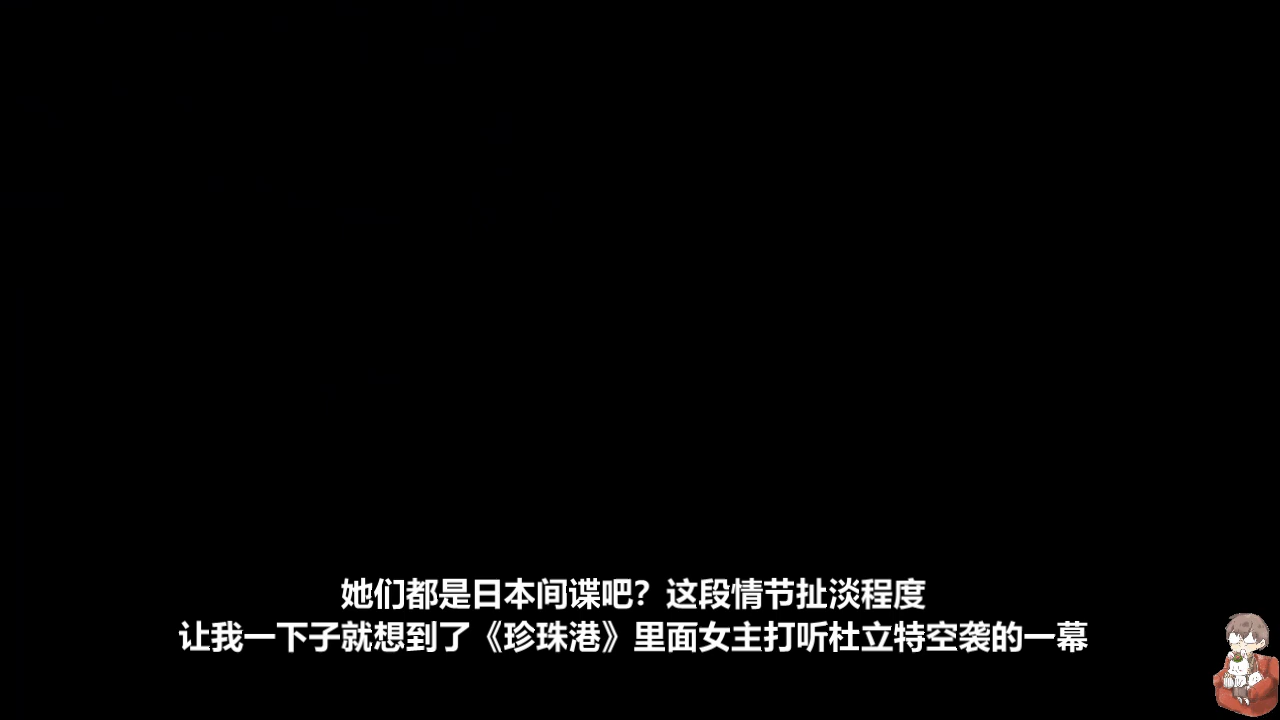 她们都是日本间谍吧？这段情节扯淡程度
让我一下子就想到了《珍珠港》里面女主打听杜立特空袭的一幕